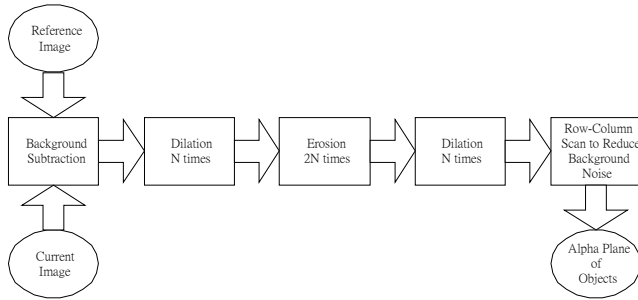 Reference
Image
Background
Subtraction
Dilation
N times
Erosion
2N times
Dilation
N times
Row-Column
Scan to Reduce
Background
Noise
Current
Image
Alpha Plane
of
Objects